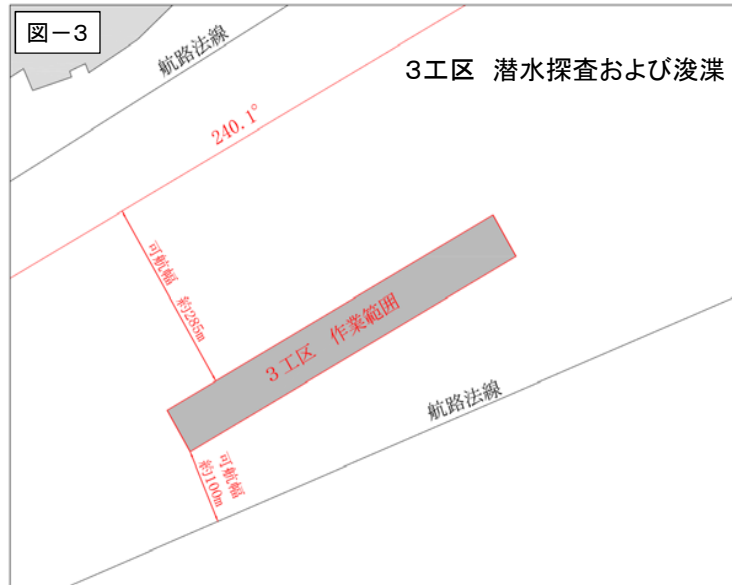 図－3
航路法線
3工区 潜水探査および浚渫
240.1°
可航幅 約285m
3工区 作業範囲
航路法線
可航幅
約100m